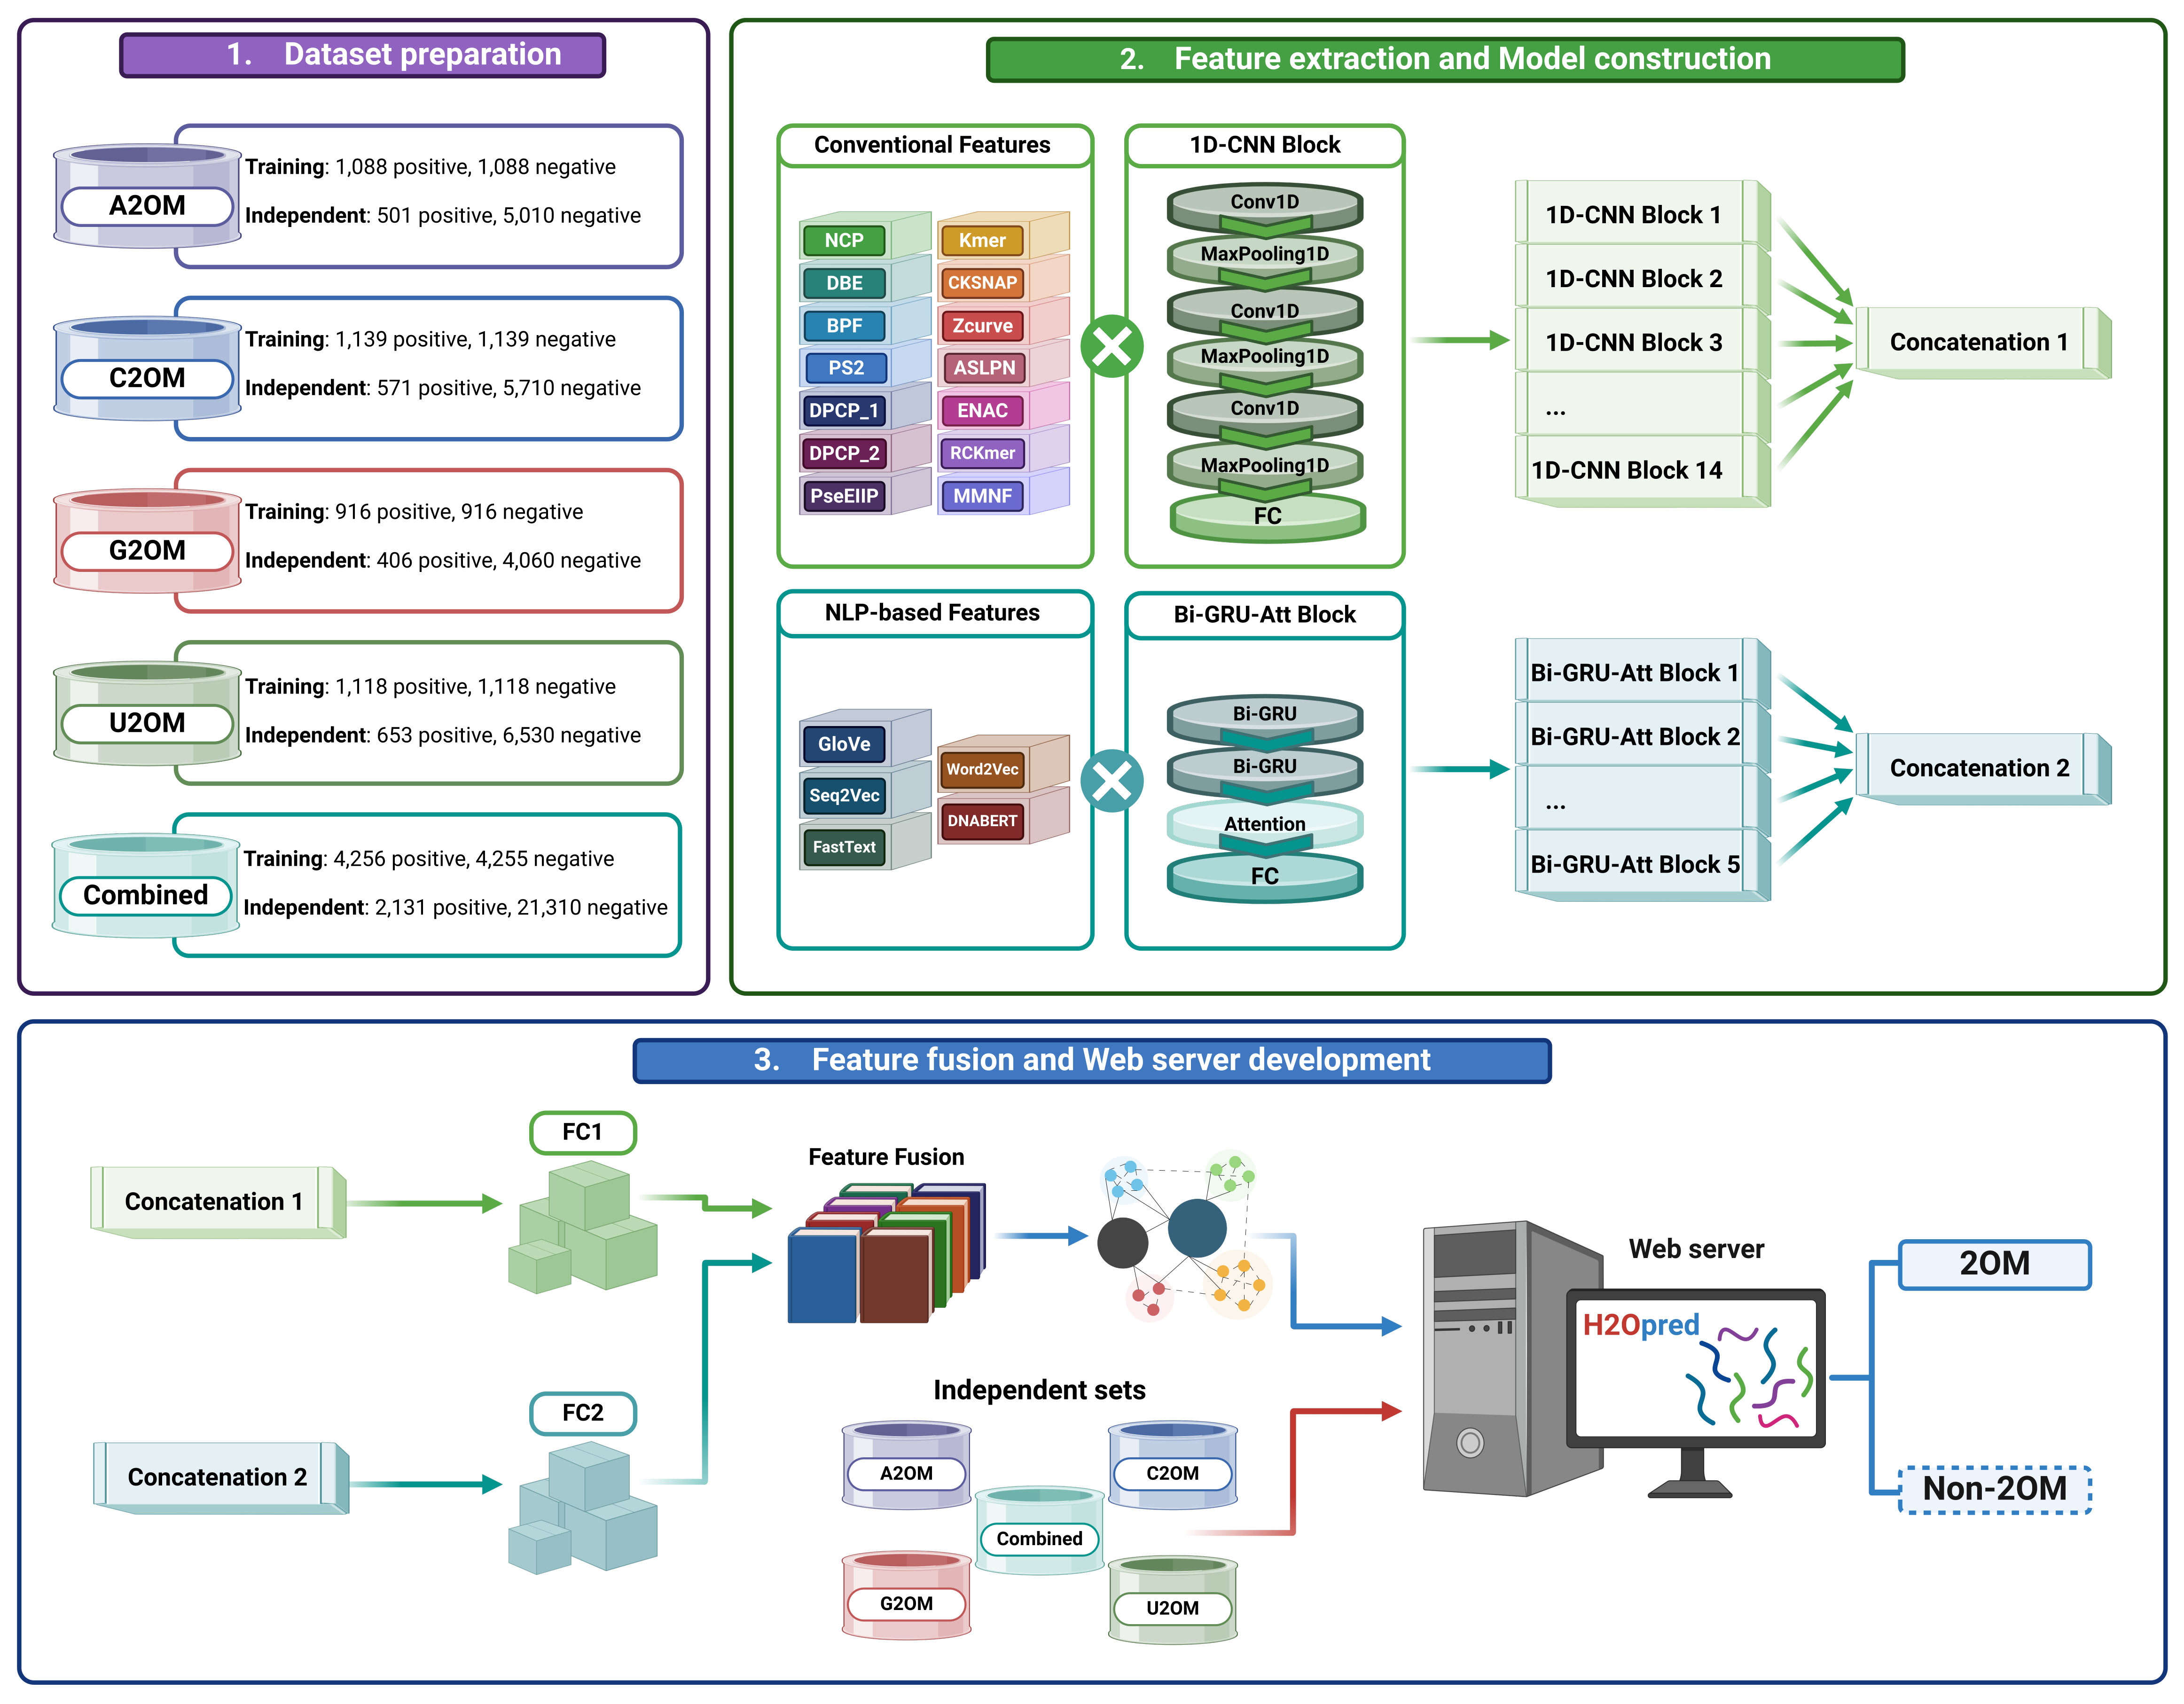 1. Dataset preparation
A2OM
Training: 1,088 positive, 1,088 negative
Independent: 501 positive, 5,010 negative
C2OM
Training: 1,139 positive, 1,139 negative
Independent: 571 positive, 5,710 negative
G2OM
Training: 916 positive, 916 negative
Independent: 406 positive, 4,060 negative
U2OM
Training: 1,118 positive, 1,118 negative
Independent: 653 positive, 6,530 negative
Combined
Training: 4,256 positive, 4,255 negative
Independent: 2,131 positive, 21,310 negative
2. Feature extraction and Model construction
Conventional Features
NCP
DBE
BPF
PS2
DPCP_1
DPCP_2
PseEIIP
Kmer
CKSNAP
Zcurve
ASLPN
ENAC
RCKmer
MMNF
1D-CNN Block
Conv1D
MaxPooling1D
Conv1D
MaxPooling1D
Conv1D
MaxPooling1D
FC
1D-CNN Block 1
1D-CNN Block 2
1D-CNN Block 3
...
1D-CNN Block 14
Concatenation 1
NLP-based Features
GloVe
Seq2Vec
FastText
Word2Vec
DNABERT
Bi-GRU-Att Block
Bi-GRU
Bi-GRU
Attention
FC
Bi-GRU-Att Block 1
Bi-GRU-Att Block 2
...
Bi-GRU-Att Block 5
Concatenation 2
3. Feature fusion and Web server development
Concatenation 1
FC1
Concatenation 2
FC2
Feature Fusion
Independent sets
A2OM
C2OM
Combined
G2OM
U2OM
Web server
H2Opred
2OM
Non-2OM